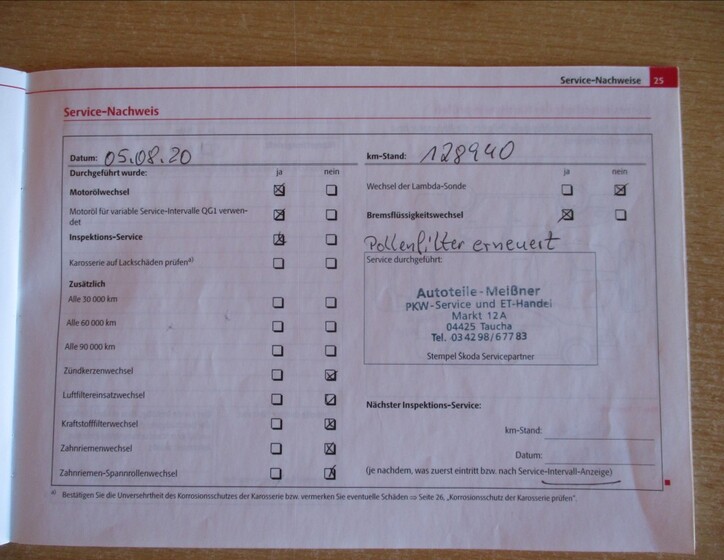 Service-Nachweise 25
Service-Nachweis
Datum: 05.08.20
km-Stand: 128940
Durchgeführt wurde: ja nein
ja nein
Motorölwechsel
Wechsel der Lambda-Sonde
Motoröl für variable Service-Intervalle QG1 verwen-
det
Bremsflüssigkeitswechsel
Inspektions-Service
Pollenfilter erneuert
Karosserie auf Lackschäden prüfen a)
Service durchgeführt:
Zusätzlich
Alle 30 000 km
Alle 60 000 km
Alle 90 000 km
Autoteile-Meißner
PKW-Service und ET-Handel
Markt 12A
04425 Taucha
Tel. 034298/67783
Stempel Skoda Servicepartner
Zündkerzenwechsel
Luftfiltereinsatzwechsel
Kraftstofffilterwechsel
Zahnriemenwechsel
Zahnriemen-Spannrollenwechsel
Nächster Inspektions-Service:
km-Stand:
Datum:
(je nachdem, was zuerst eintritt bzw. nach Service-Intervall-Anzeige)
a) Bestätigen Sie die Unversehrtheit des Korrosionsschutzes der Karosserie bzw. vermerken Sie eventuelle Schäden ⇒ Seite 26, „Korrosionsschutz der Karosserie prüfen".